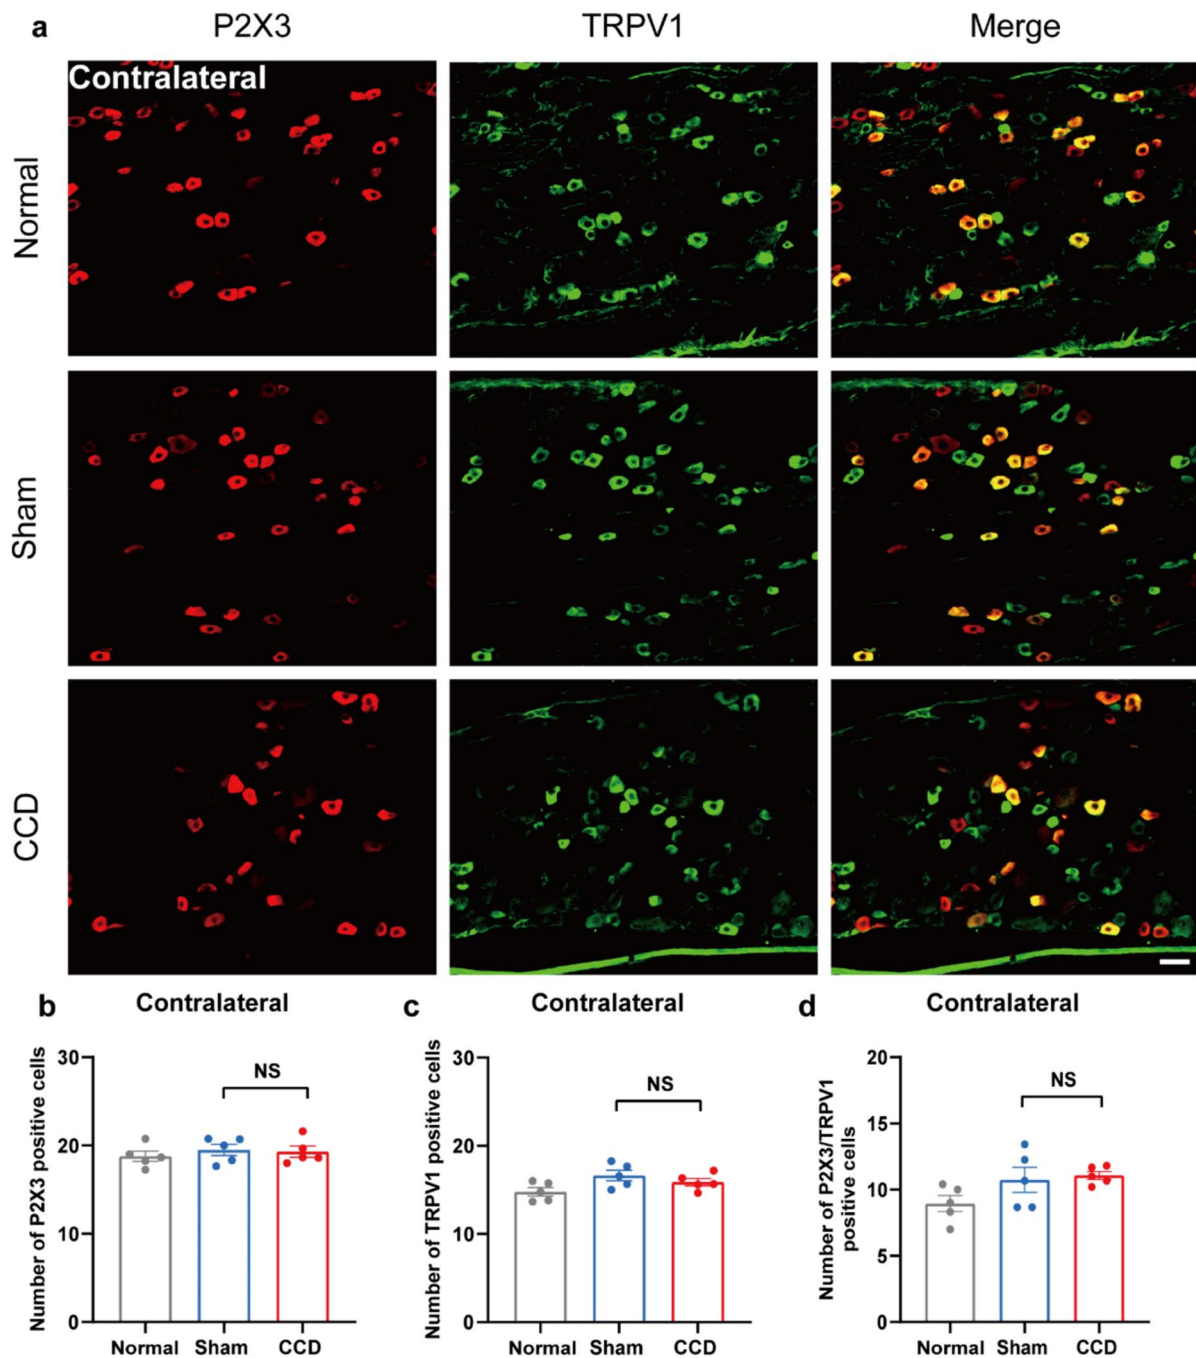 a P2X3 TRPV1 Merge
Contralateral
Normal
Sham
CCD
b Contralateral
Number of P2X3 positive cells
30
20
10
0
NS
Normal Sham CCD
c Contralateral
Number of TRPV1 positive cells
30
20
10
0
NS
Normal Sham CCD
d Contralateral
Number of P2X3/TRPV1
positive cells
20
15
10
5
0
NS
Normal Sham CCD